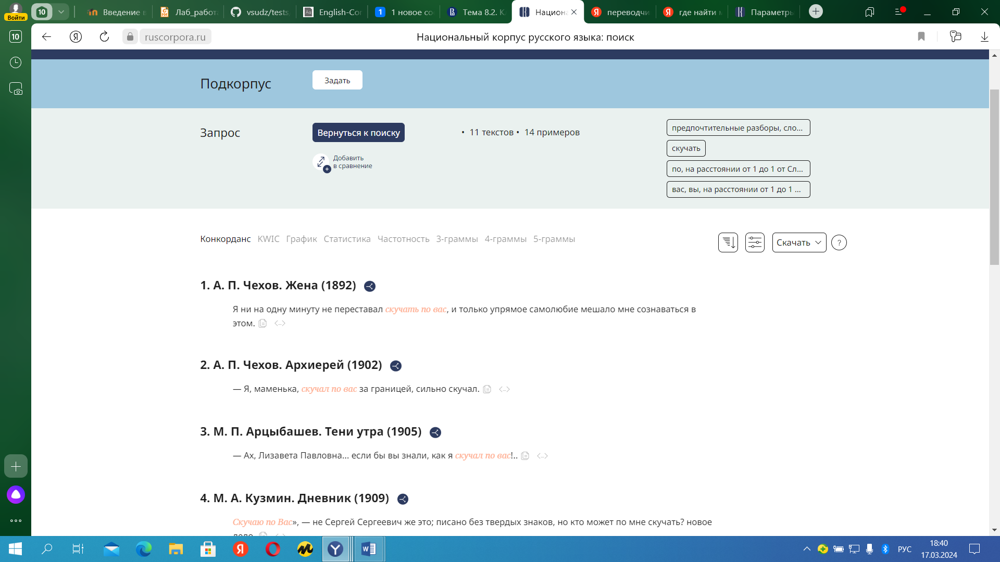 Войти
10
Введение в
Лаб_работа
vsudz/tests
English-Cor
1 новое соо
Тема 8.2. К
Национа
переводчи
где найти м
Параметры
10
ruscorpora.ru
Национальный корпус русского языка: поиск
Подкорпус
Задать
Запрос
Вернуться к поиску
• 11 текстов • 14 примеров
предпочтительные разборы, сло...
скучать
по, на расстоянии от 1 до 1 от Сл...
вас, вы, на расстоянии от 1 до 1 ...
Добавить
в сравнение
Конкорданс KWIC График Статистика Частотность 3-граммы 4-граммы 5-граммы
Скачать
?
1. А. П. Чехов. Жена (1892)
Я ни на одну минуту не переставал скучать по вас, и только упрямое самолюбие мешало мне сознаваться в
этом.
2. А. П. Чехов. Архиерей (1902)
— Я, маменька, скучал по вас за границей, сильно скучал.
3. М. П. Арцыбашев. Тени утра (1905)
— Ах, Лизавета Павловна... если бы вы знали, как я скучал по вас!..
4. М. А. Кузмин. Дневник (1909)
Скучаю по Вас», — не Сергей Сергеевич же это; писано без твердых знаков, но кто может по мне скучать? новое
РУС
18:40
17.03.2024